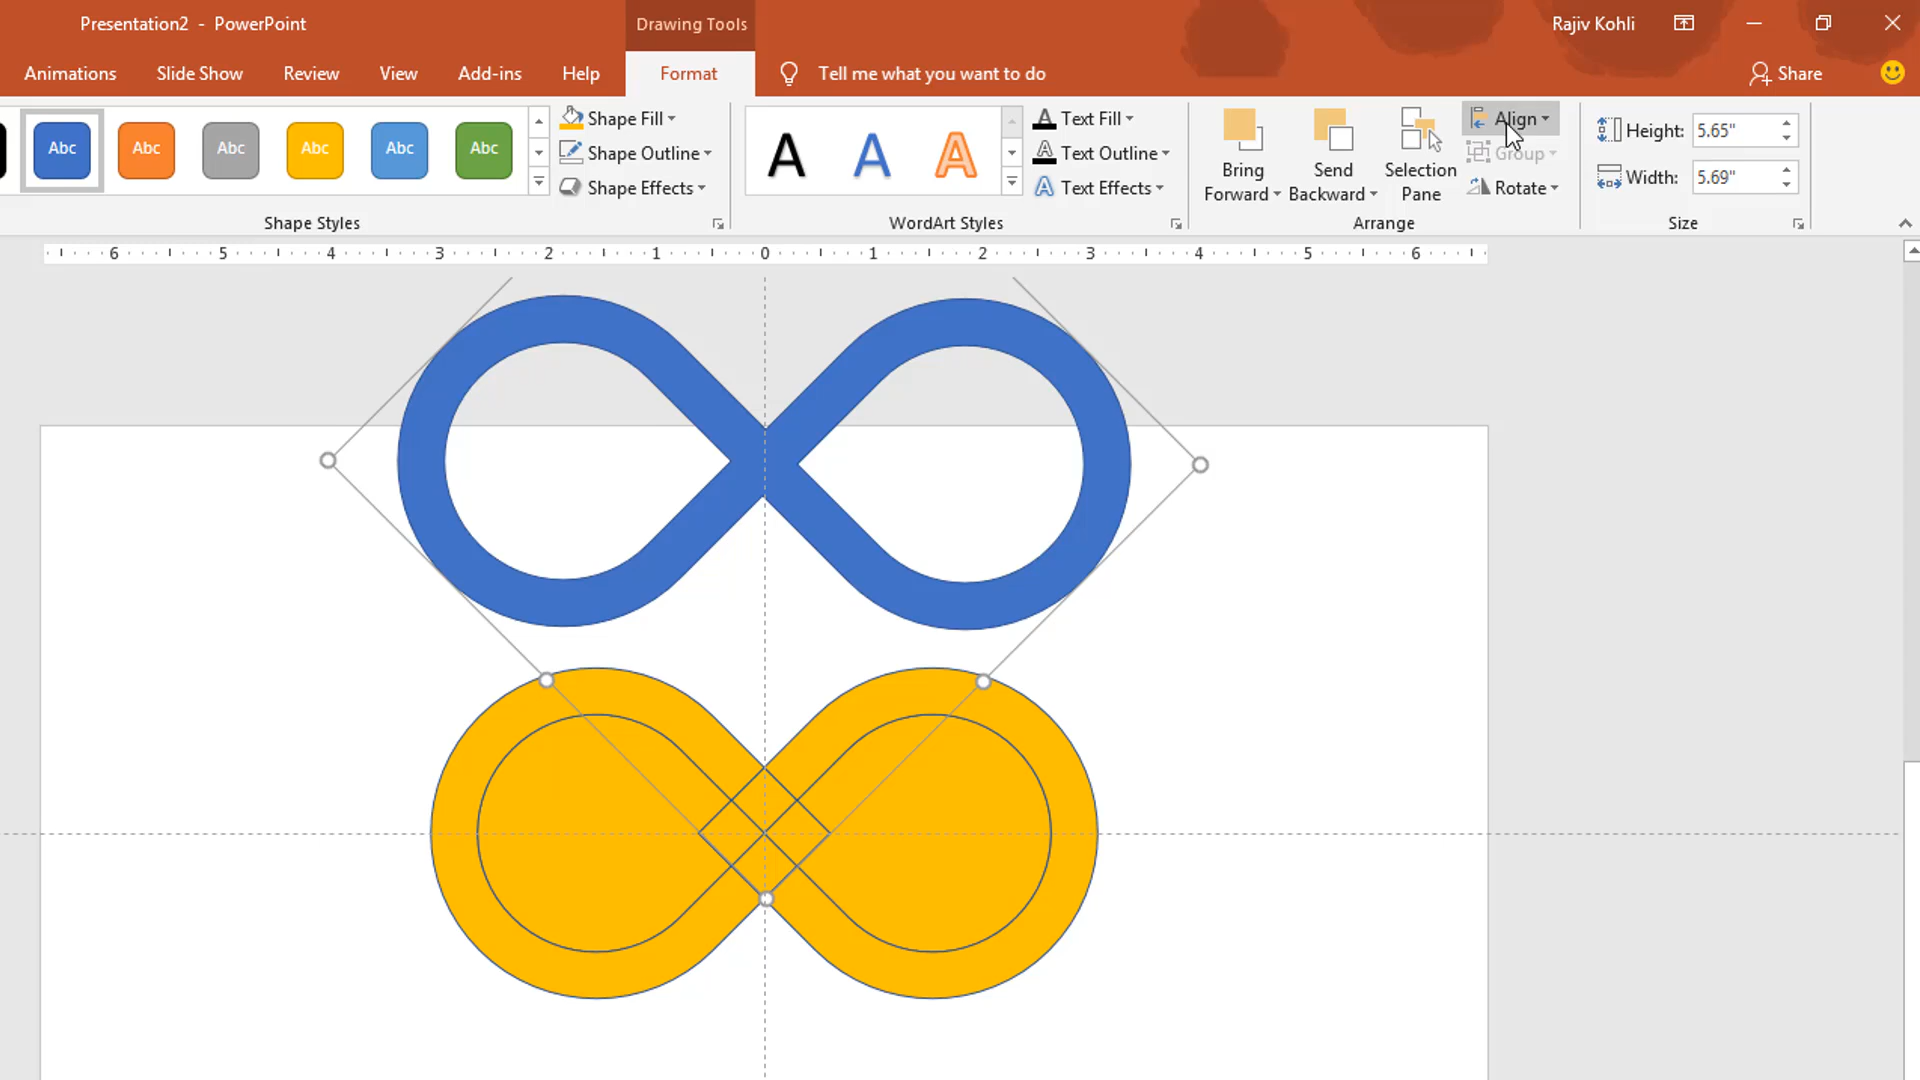 Presentation2 - PowerPoint
Drawing Tools
Rajiv Kohli
Animations
Slide Show
Review
View
Add-ins
Help
Format
Tell me what you want to do
Share
Abc
Abc
Abc
Abc
Abc
Abc
Shape Fill
Shape Outline
Shape Effects
Shape Styles
A
A
A
Text Fill
Text Outline
Text Effects
WordArt Styles
Bring
Forward
Send
Backward
Selection
Pane
Align
Group
Rotate
Arrange
Height: 5.65"
Width: 5.69"
Size
6 5 4 3 2 1 0 1 2 3 4 5 6